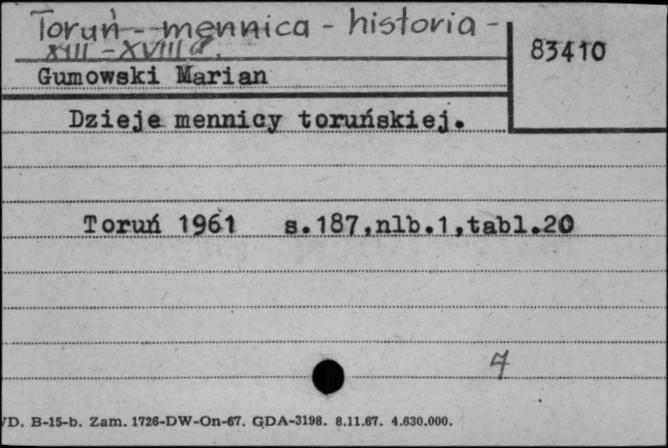 Toruń - mennica - historia -
XIII - XVIII w.
83410
Gumowski Marian
Dzieje mennicy toruńskiej.
Toruń 1961 s.187,nlb.1,tabl.20
4
/D. B-15-b. Zam. 1726-DW-On-67. GDA-3198. 8.11.67. 4.630.000.